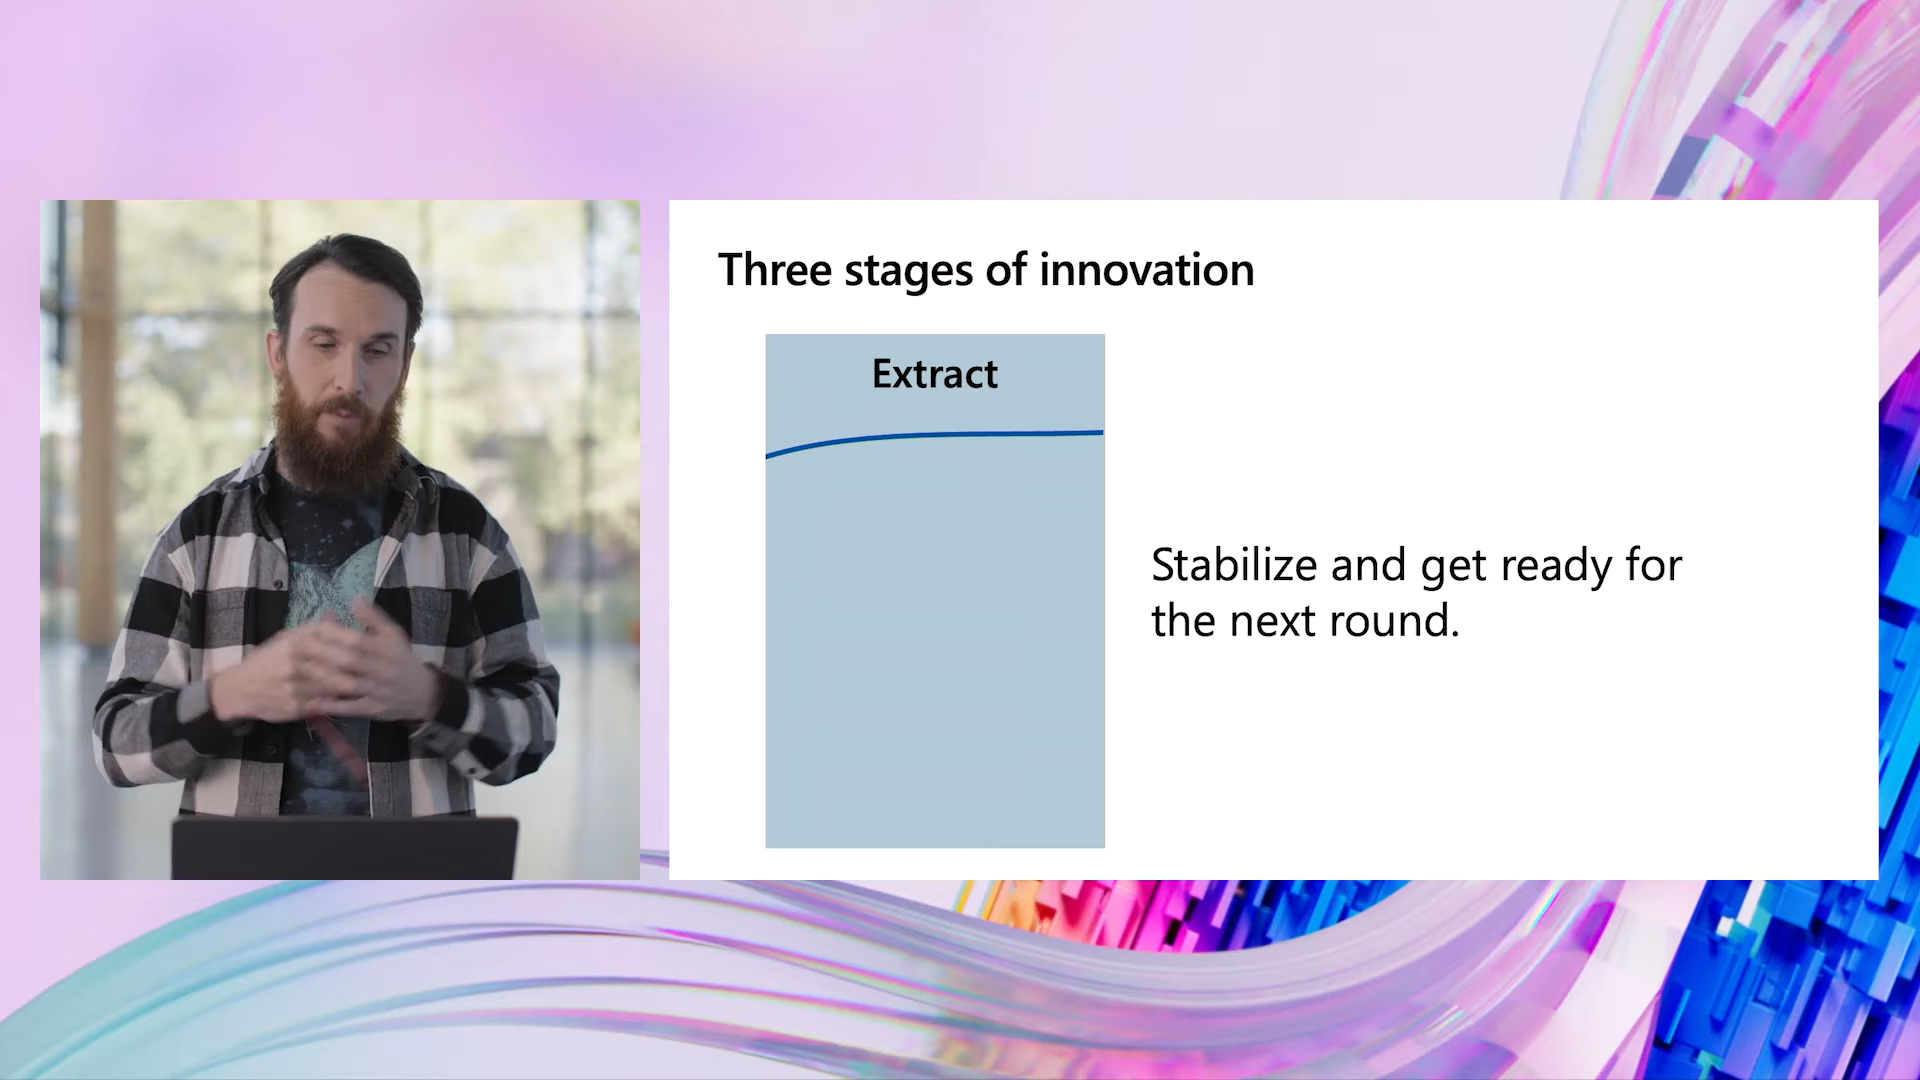 Three stages of innovation
Extract
Stabilize and get ready for
the next round.